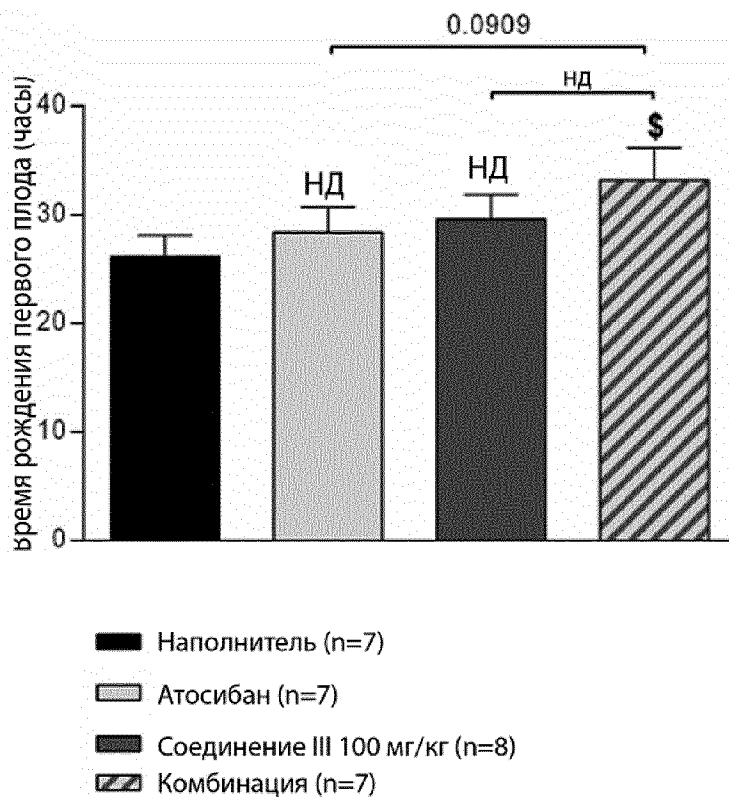 0.0909
нд
$
НД
НД
Время рождения первого плода (часы)
40
30
20
10
0
Наполнитель (n=7)
Атосибан (n=7)
Соединение III 100 мг/кг (n=8)
Комбинация (n=7)